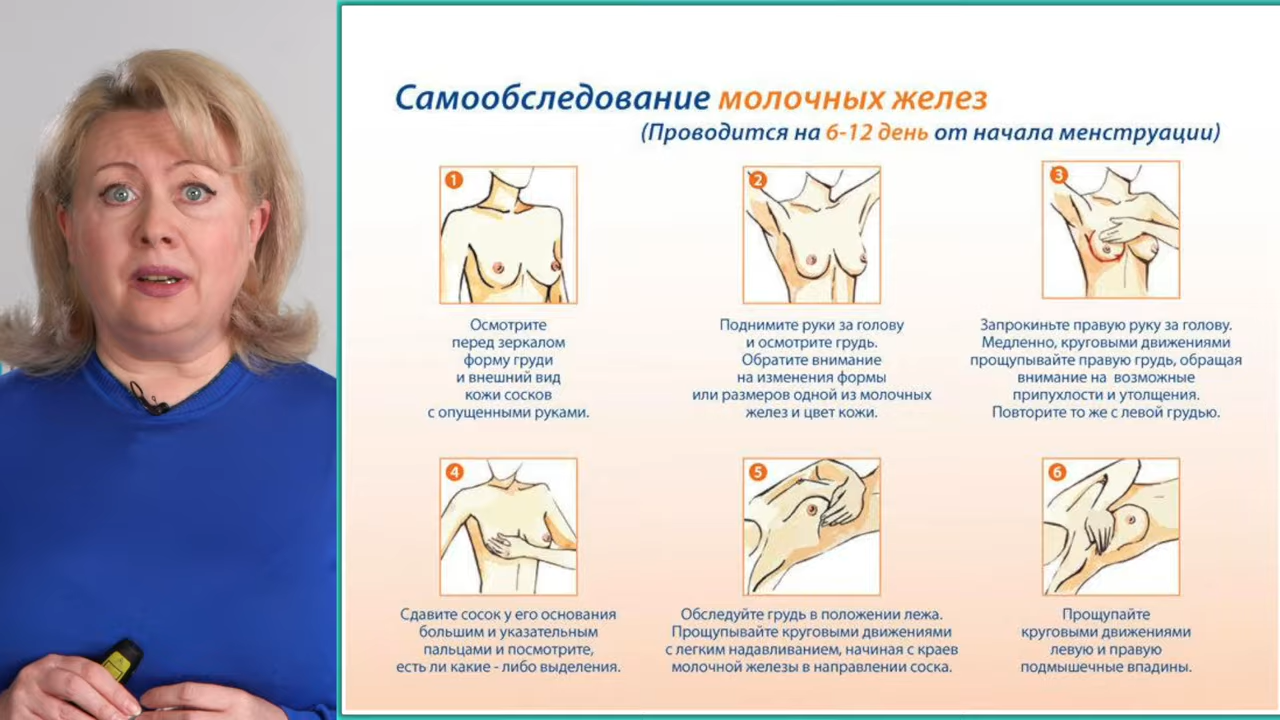 Самообследование молочных желез
(Проводится на 6-12 день от начала менструации)
1
Осмотрите
перед зеркалом
форму груди
и внешний вид
кожи сосков
с опущенными руками.
2
Поднимите руки за голову
и осмотрите грудь.
Обратите внимание
на изменения формы
или размеров одной из молочных
желез и цвет кожи.
3
Запрокиньте правую руку за голову.
Медленно, круговыми движениями
прощупывайте правую грудь, обращая
внимание на возможные
припухлости и утолщения.
Повторите то же с левой грудью.
4
Сдавите сосок у его основания
большим и указательным
пальцами и посмотрите,
есть ли какие - либо выделения.
5
Обследуйте грудь в положении лежа.
Прощупывайте круговыми движениями
с легким надавливанием, начиная с краев
молочной железы в направлении соска.
6
Прощупайте
круговыми движениями
левую и правую
подмышечные впадины.